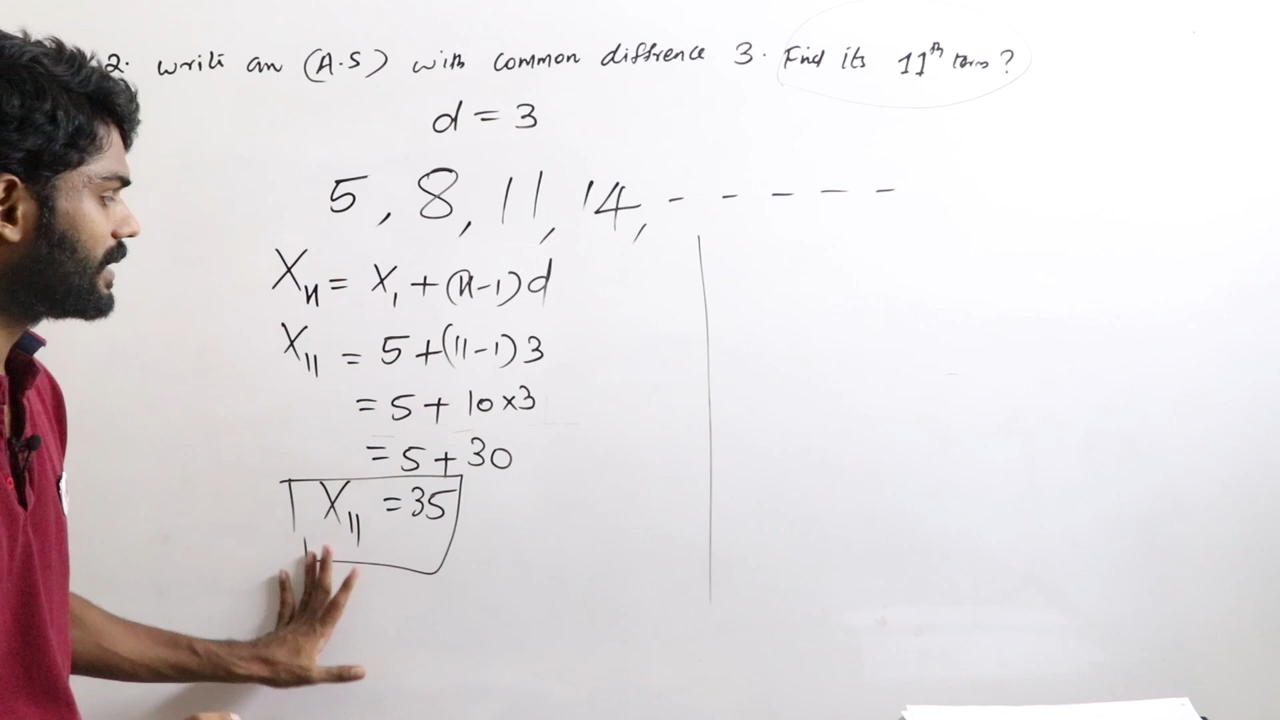 2. write an (A.S) with common diffrence 3. Find its 11th term?
d = 3
5, 8, 11, 14, - - - - -
Xn = X1 + (n-1)d
X11 = 5 + (11-1)3
= 5 + 10×3
= 5 + 30
X11 = 35